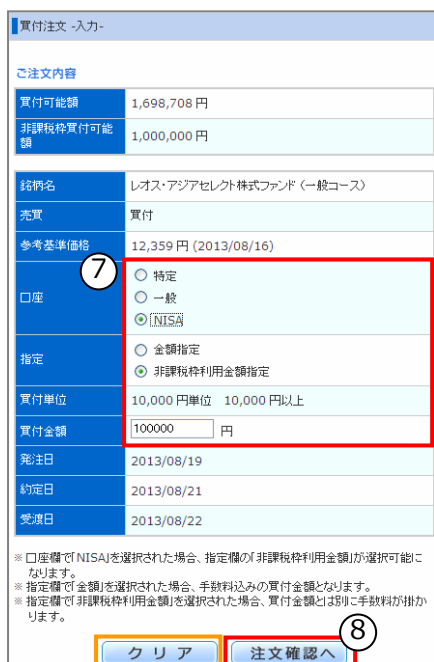 買付注文 -入力-
ご注文内容
買付可能額 1,698,708 円
非課税枠買付可能
額 1,000,000 円
銘柄名 レオス・アジアセレクト株式ファンド (一般コース)
売買 買付
参考基準価格 12,359 円 (2013/08/16)
⑦
口座
特定
一般
NISA
指定
金額指定
非課税枠利用金額指定
買付単位 10,000 円単位 10,000 円以上
買付金額 100000 円
発注日 2013/08/19
約定日 2013/08/21
受渡日 2013/08/22
※ 口座欄で「NISA」を選択された場合、指定欄の「非課税枠利用金額」が選択可能に
なります。
※ 指定欄で「金額」を選択された場合、手数料込みの買付金額となります。
※ 指定欄で「非課税枠利用金額」を選択された場合、買付金額とは別に手数料が掛か
ります。
⑧
クリア 注文確認へ